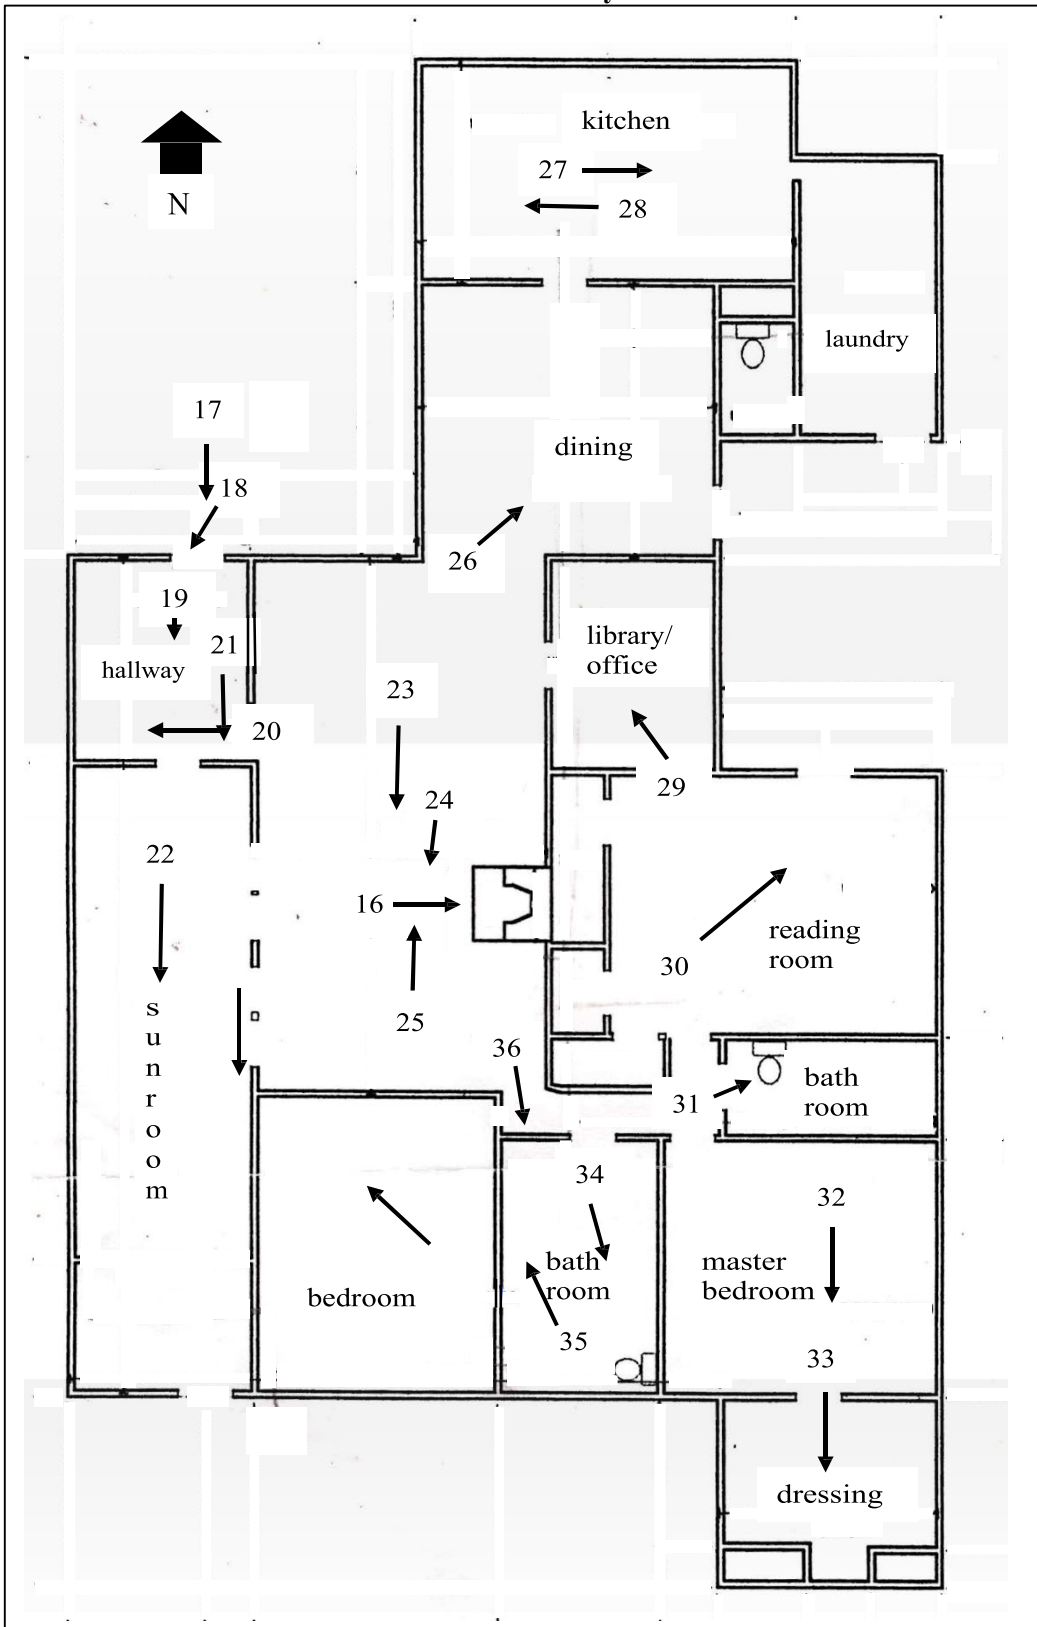 kitchen
27
28
N
laundry
17
dining
18
26
19
library/
office
21
hallway
23
20
29
24
22
16
reading
room
30
s
u
n
r
o
o
m
25
36
bath
room
31
34
32
bath
room
master
bedroom
bedroom
35
33
dressing